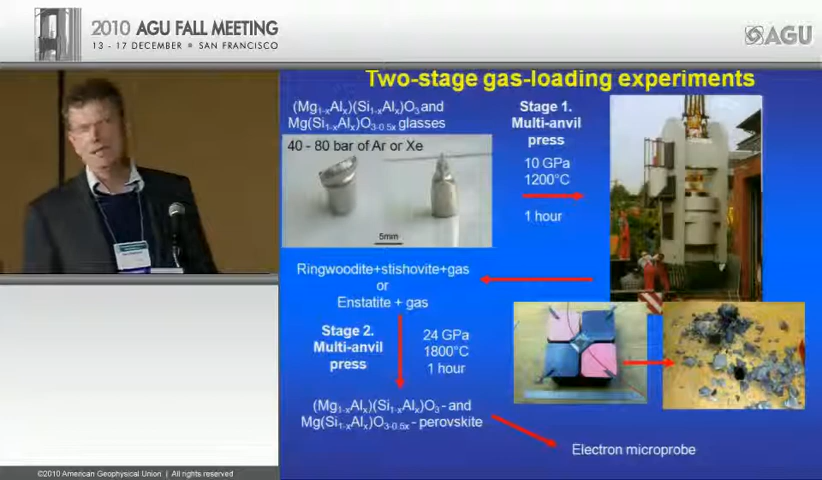 2010 AGU FALL MEETING
13 - 17 DECEMBER SAN FRANCISCO
AGU
Two-stage gas-loading experiments
(Mg1-xAlx)(Si1-xAlx)O3 and
Mg(Si1-xAlx)O3-0.5x glasses
40 - 80 bar of Ar or Xe
5mm
Stage 1.
Multi-anvil
press
10 GPa
1200°C
1 hour
Ringwoodite+stishovite+gas
or
Enstatite + gas
Stage 2.
Multi-anvil
press
24 GPa
1800°C
1 hour
(Mg1-xAlx)(Si1-xAlx)O3 - and
Mg(Si1-xAlx)O3-0.5x - perovskite
Electron microprobe
©2010 American Geophysical Union | All rights reserved